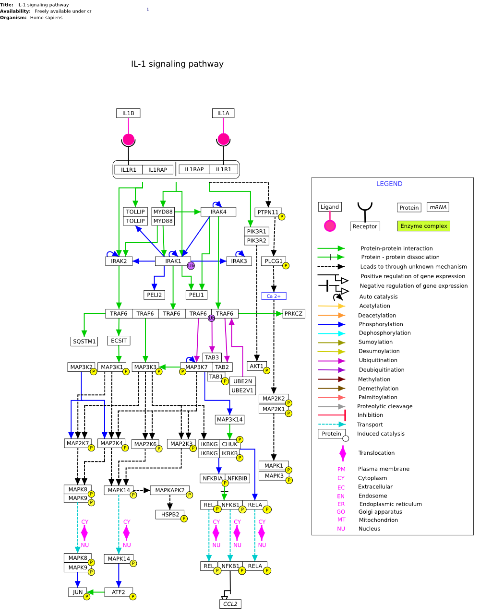 Title: IL-1 signaling pathway
Availability: Freely available under cc
Organism: Homo sapiens
IL-1 signaling pathway
IL1B IL1A
IL1R1 IL1RAP IL1RAP IL1R1
TOLLIP MYD88 IRAK4 PTPN11 P
TOLLIP MYD88
PIK3R1
PIK3R2
IRAK2 IRAK1 IRAK3 PLCG1 P
PELI2 PELI1 Ca 2+
TRAF6 TRAF6 TRAF6 TRAF6 TRAF6 PRKCZ
SQSTM1 ECSIT
TAB3
MAP3K2 MAP3K1 MAP3K3 MAP3K7 TAB2 AKT1
TAB1
UBE2N
UBE2V1
MAP2K2
MAP2K1
MAP3K14
MAP2K7 MAP2K4 MAP2K6 MAP2K3 IKBKG CHUK
IKBKG IKBKB
MAPK1
MAPK1
NFKBIA NFKBIB
MAPK8 MAPK14 MAPKAPK2
MAPK9
REL NFKB1 RELA
HSPB2
CY CY CY CY
NU NU NU NU
MAPK8 MAPK14
MAPK9
REL NFKB1 RELA
JUN ATF2
CCL2
LEGEND
Ligand Receptor Protein mRNA
Enzyme complex
Protein-protein interaction
Protein - protein dissociation
Leads to through unknown mechanism
Positive regulation of gene expression
Negative regulation of gene expression
Auto catalysis
Acetylation
Deacetylation
Phosphorylation
Dephosphorylation
Sumoylation
Desumoylation
Ubiquitination
Deubiquitination
Methylation
Demethylation
Palmitoylation
Proteolytic cleavage
Inhibition
Transport
Protein Induced catalysis
Translocation
PM Plasma membrane
CY Cytoplasm
EC Extracellular
EN Endosome
ER Endoplasmic reticulum
GO Golgi apparatus
MT Mitochondrion
NU Nucleus